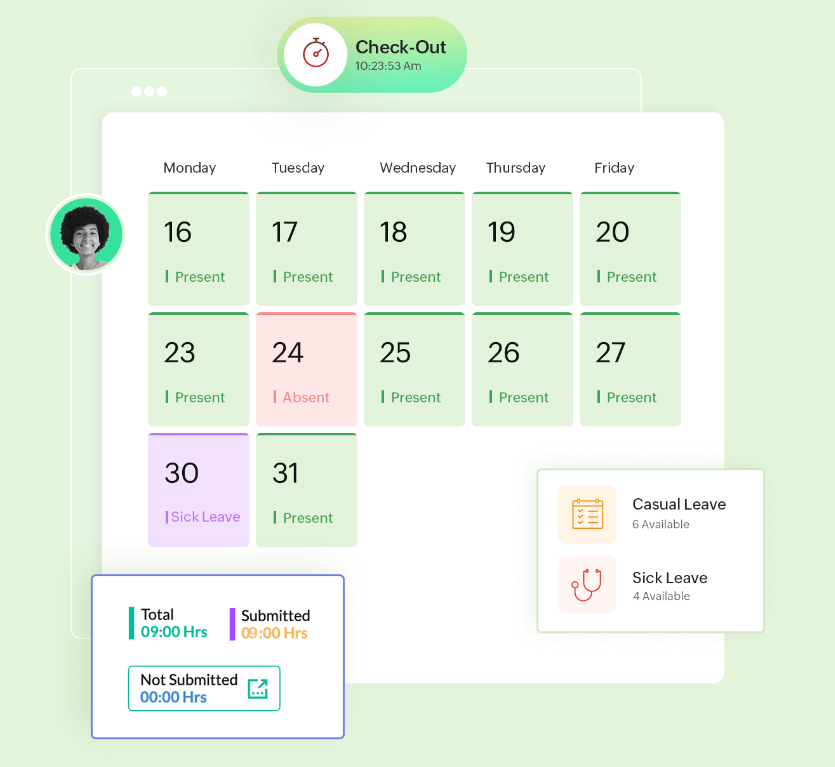 Check-Out
10:23:53 Am
Monday Tuesday Wednesday Thursday Friday
16 17 18 19 20
Present Present Present Present Present
23 24 25 26 27
Present Absent Present Present Present
30 31
Sick Leave Present
Casual Leave
6 Available
Sick Leave
4 Available
Total Submitted
09:00 Hrs 09:00 Hrs
Not Submitted
00:00 Hrs